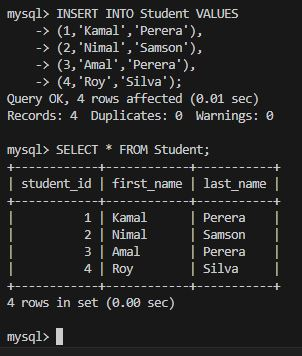 mysql> INSERT INTO Student VALUES
    -> (1,'Kamal','Perera'),
    -> (2,'Nimal','Samson'),
    -> (3,'Amal','Perera'),
    -> (4,'Roy','Silva');
Query OK, 4 rows affected (0.01 sec)
Records: 4  Duplicates: 0  Warnings: 0

mysql> SELECT * FROM Student;
+------------+------------+-----------+
| student_id | first_name | last_name |
+------------+------------+-----------+
|          1 | Kamal      | Perera    |
|          2 | Nimal      | Samson    |
|          3 | Amal       | Perera    |
|          4 | Roy        | Silva     |
+------------+------------+-----------+
4 rows in set (0.00 sec)

mysql>